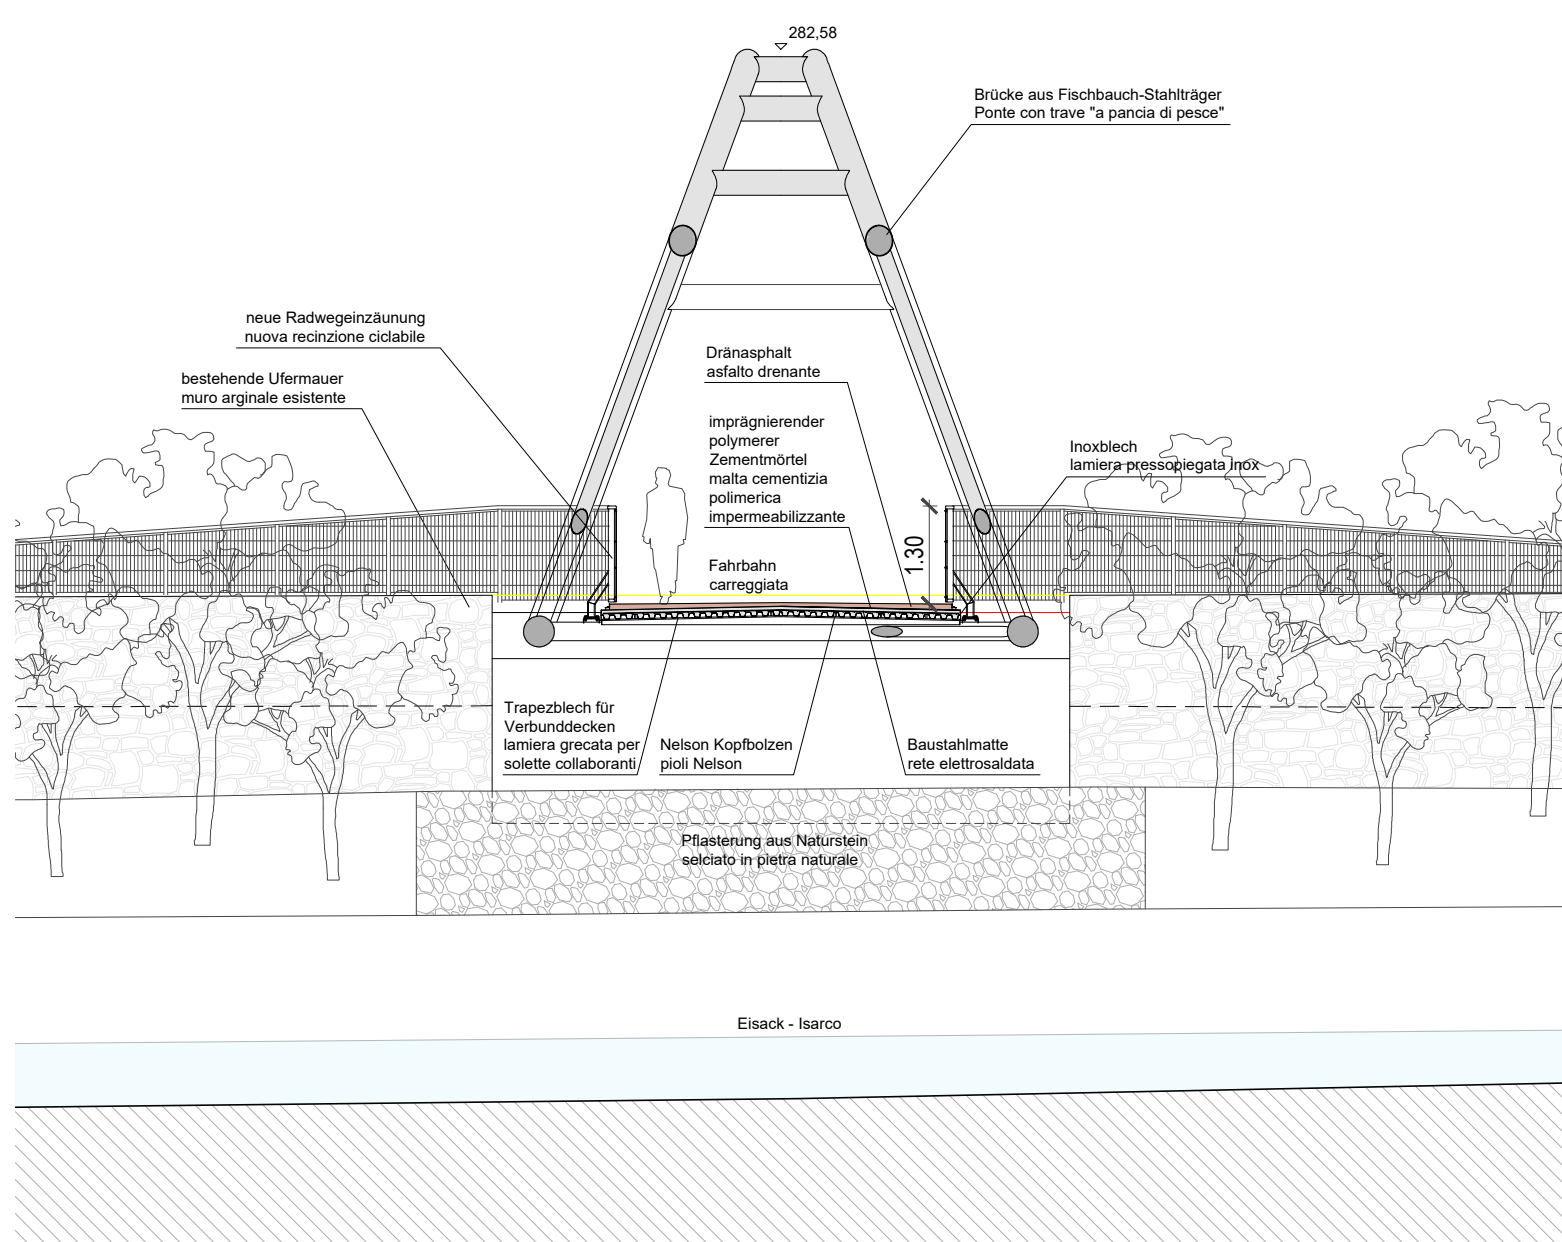 282,58
Brücke aus Fischbauch-Stahlträger
Ponte con trave "a pancia di pesce"
neue Radwegeinzäunung
nuova recinzione ciclabile
bestehende Ufermauer
muro arginale esistente
Dränasphalt
asfalto drenante
imprägnierender
polymerer
Zementmörtel
malta cementizia
polimerica
impermeabilizzante
Inoxblech
lamiera pressopiegata inox
1.30
Fahrbahn
carreggiata
Trapezblech für
Verbunddecken
lamiera grecata per
solette collaboranti
Nelson Kopfbolzen
pioli Nelson
Baustahlmatte
rete elettrosaldata
Pflasterung aus Naturstein
selciato in pietra naturale
Eisack - Isarco